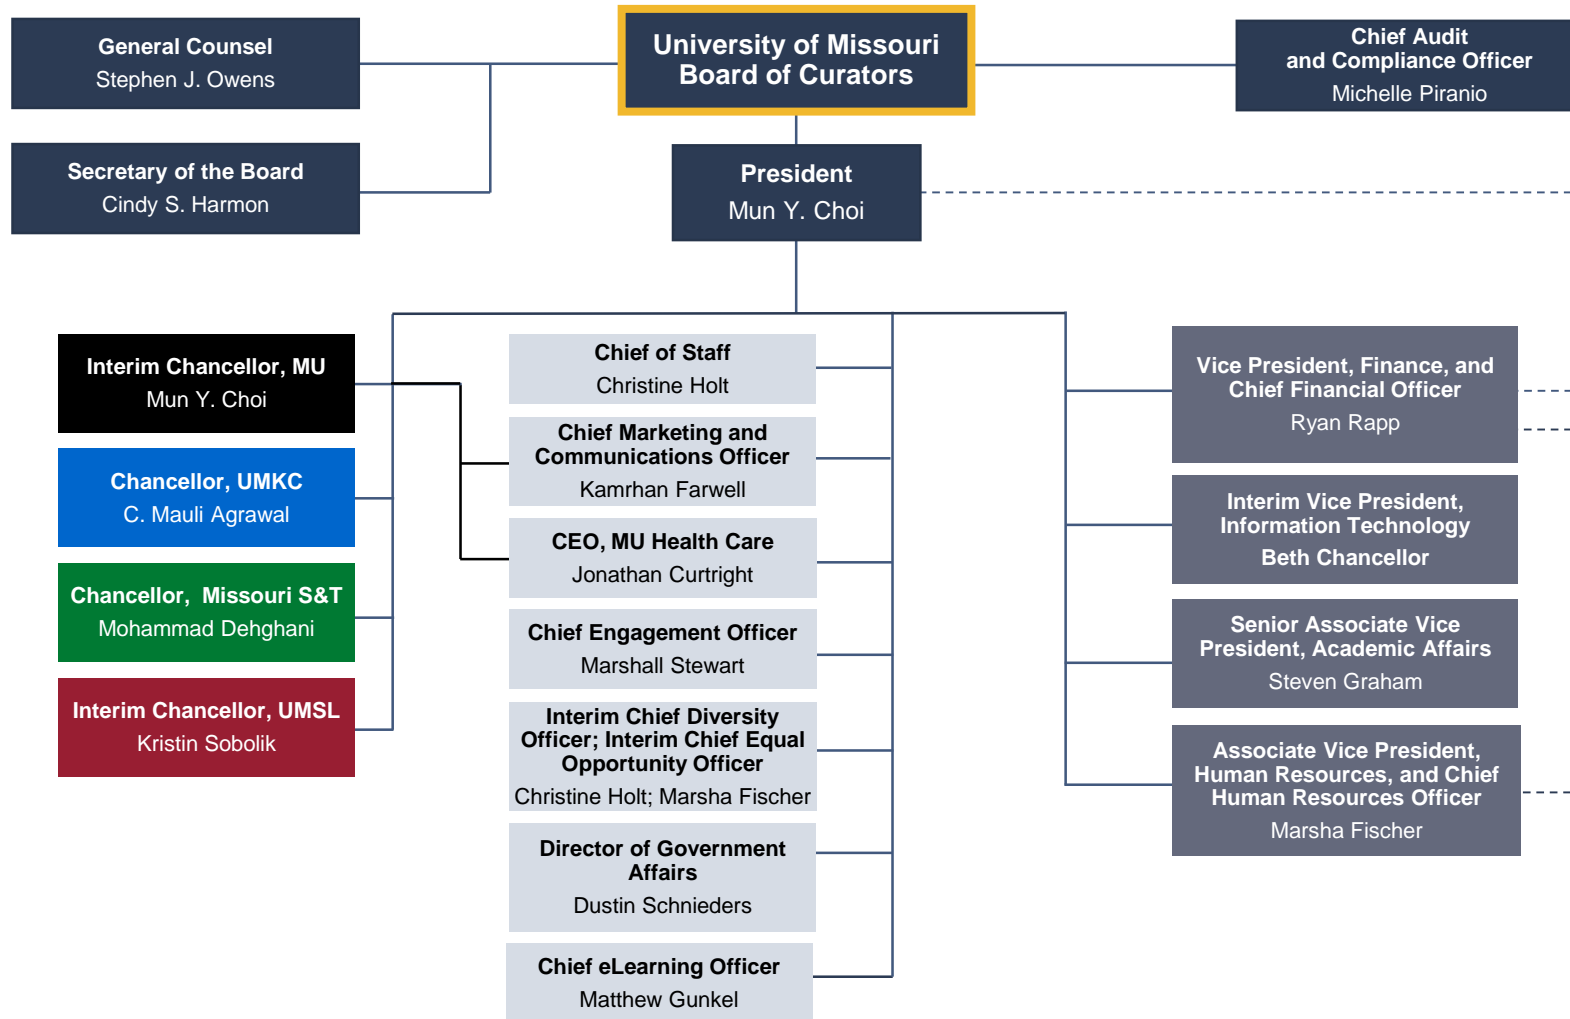 General Counsel
Stephen J. Owens
University of Missouri
Board of Curators
Chief Audit
and Compliance Officer
Michelle Piranio
Secretary of the Board
Cindy S. Harmon
President
Mun Y. Choi
Interim Chancellor, MU
Mun Y. Choi
Chancellor, UMKC
C. Mauli Agrawal
Chancellor, Missouri S&T
Mohammad Dehghani
Interim Chancellor, UMSL
Kristin Sobolik
Chief of Staff
Christine Holt
Chief Marketing and
Communications Officer
Kamrhan Farwell
CEO, MU Health Care
Jonathan Curtright
Chief Engagement Officer
Marshall Stewart
Interim Chief Diversity
Officer; Interim Chief Equal
Opportunity Officer
Christine Holt; Marsha Fischer
Director of Government
Affairs
Dustin Schnieders
Chief eLearning Officer
Matthew Gunkel
Vice President, Finance, and
Chief Financial Officer
Ryan Rapp
Interim Vice President,
Information Technology
Beth Chancellor
Senior Associate Vice
President, Academic Affairs
Steven Graham
Associate Vice President,
Human Resources, and Chief
Human Resources Officer
Marsha Fischer